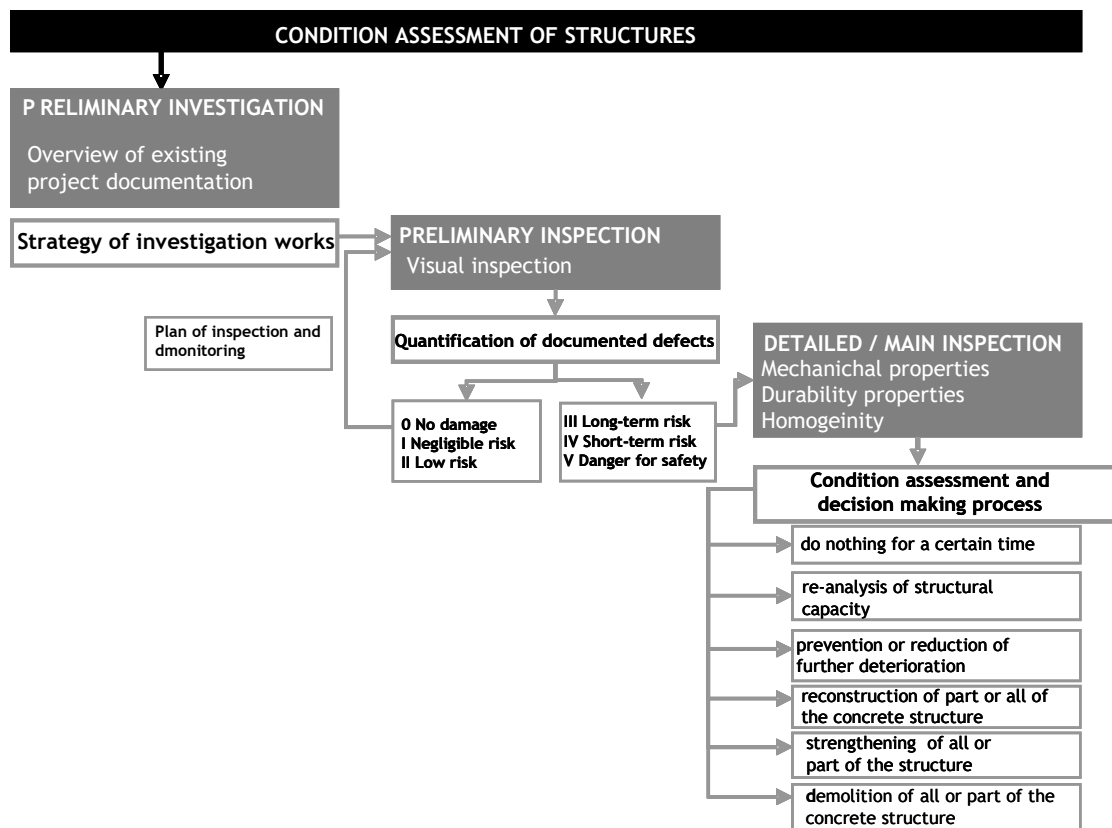 CONDITION ASSESSMENT OF STRUCTURES
P RELIMINARY INVESTIGATION
Overview of existing
project documentation
Strategy of investigation works
PRELIMINARY INSPECTION
Visual inspection
Plan of inspection and
dmonitoring
Quantification of documented defects
0 No damage
I Negligible risk
II Low risk
III Long-term risk
IV Short-term risk
V Danger for safety
DETAILED / MAIN INSPECTION
Mechanichal properties
Durability properties
Homogeinity
Condition assessment and
decision making process
do nothing for a certain time
re-analysis of structural
capacity
prevention or reduction of
further deterioration
reconstruction of part or all of
the concrete structure
strengthening  of all or
part of the structure
demolition of all or part of the
concrete structure